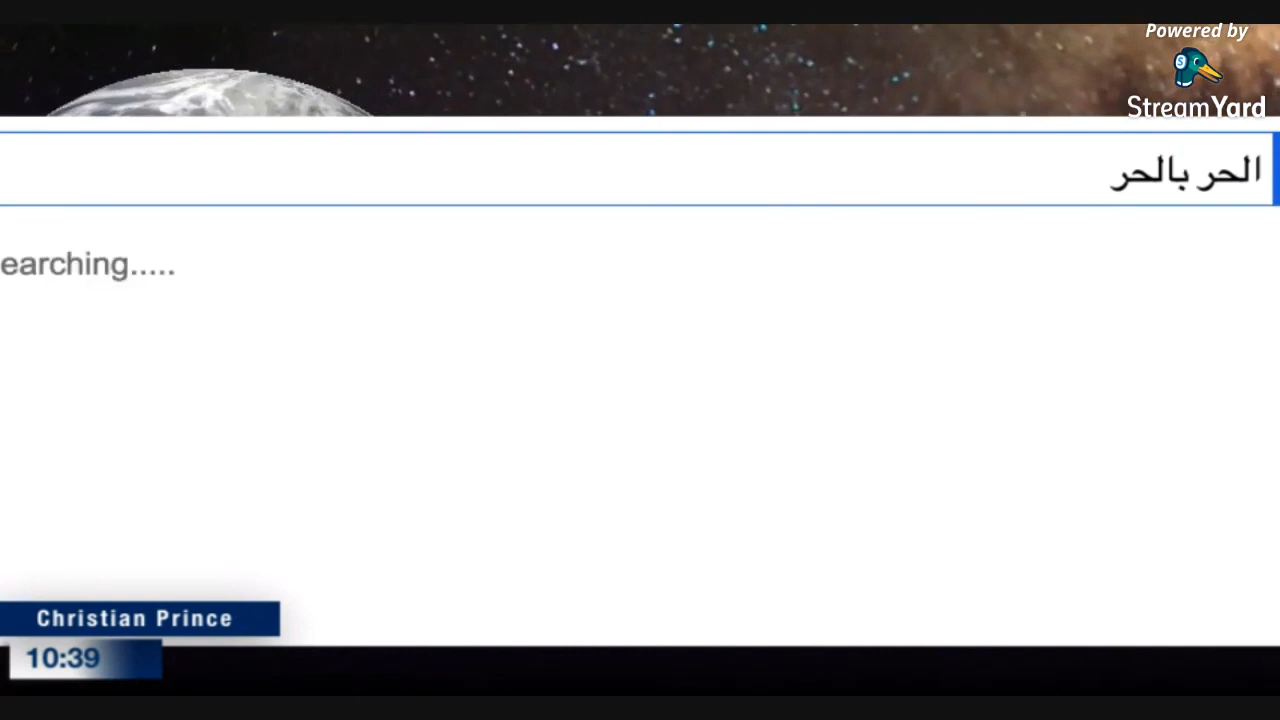 Powered by
StreamYard
الحر بالحر
earching.....
Christian Prince
10:39